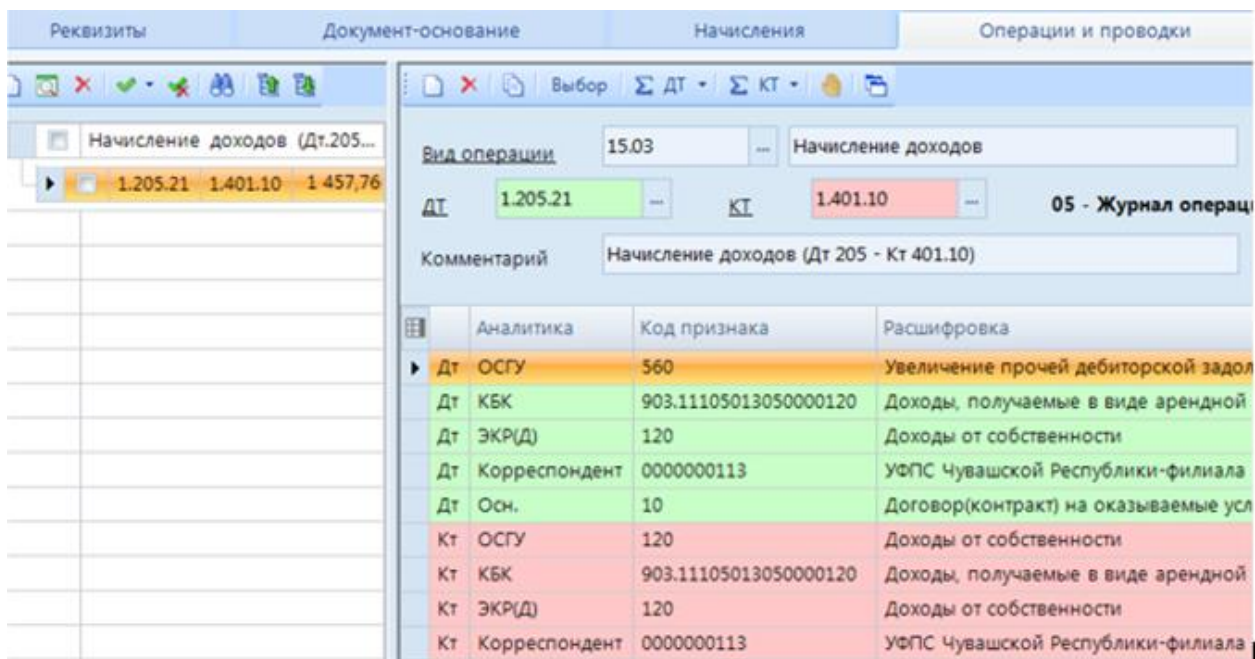 Реквизиты Документ-основание Начисления Операции и проводки
Выбор Σ ДТ Σ КТ
Начисление доходов (Дт.205...
1.205.21 1.401.10 1 457,76
Вид операции 15.03 ... Начисление доходов
ДТ 1.205.21 ... КТ 1.401.10 ... 05 - Журнал операц
Комментарий Начисление доходов (Дт 205 - Кт 401.10)
Аналитика Код признака Расшифровка
Дт ОСГУ 560 Увеличение прочей дебиторской задол
Дт КБК 903.11105013050000120 Доходы, получаемые в виде арендной
Дт ЭКР(Д) 120 Доходы от собственности
Дт Корреспондент 0000000113 УФПС Чувашской Республики-филиала
Дт Осн. 10 Договор(контракт) на оказываемые усл
Кт ОСГУ 120 Доходы от собственности
Кт КБК 903.11105013050000120 Доходы, получаемые в виде арендной
Кт ЭКР(Д) 120 Доходы от собственности
Кт Корреспондент 0000000113 УФПС Чувашской Республики-филиала